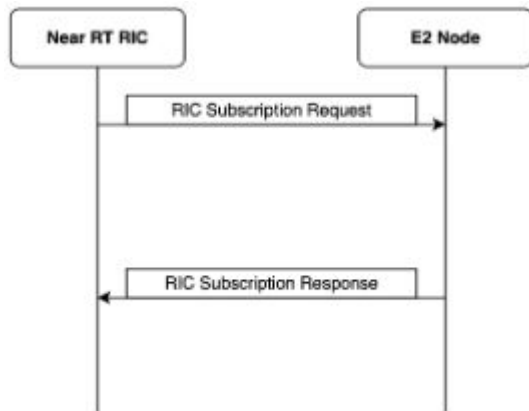 Near RT RIC
E2 Node
RIC Subscription Request
RIC Subscription Response